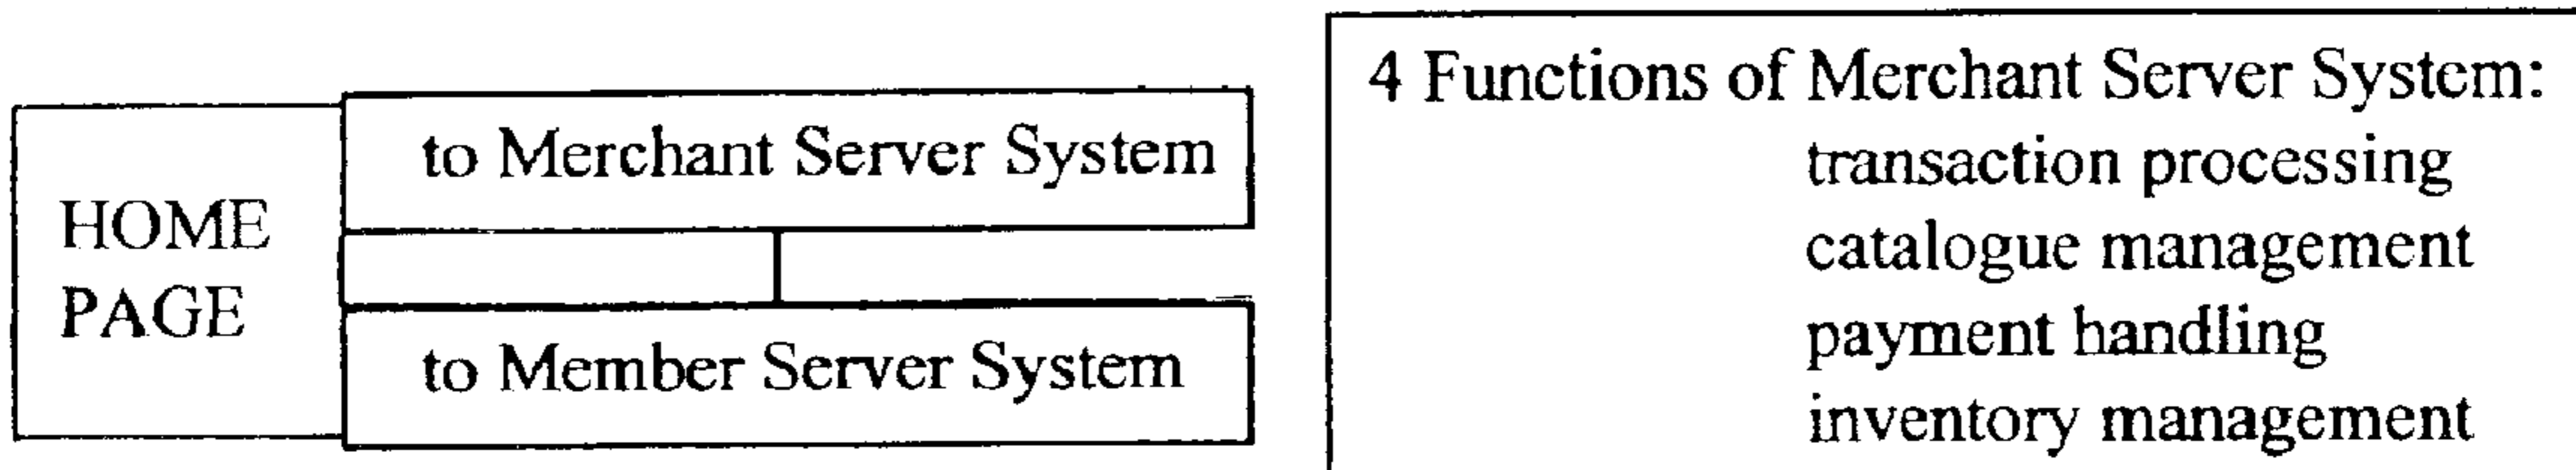 HOME
PAGE
to Merchant Server System
to Member Server System
4 Functions of Merchant Server System:
transaction processing
catalogue management
payment handling
inventory management